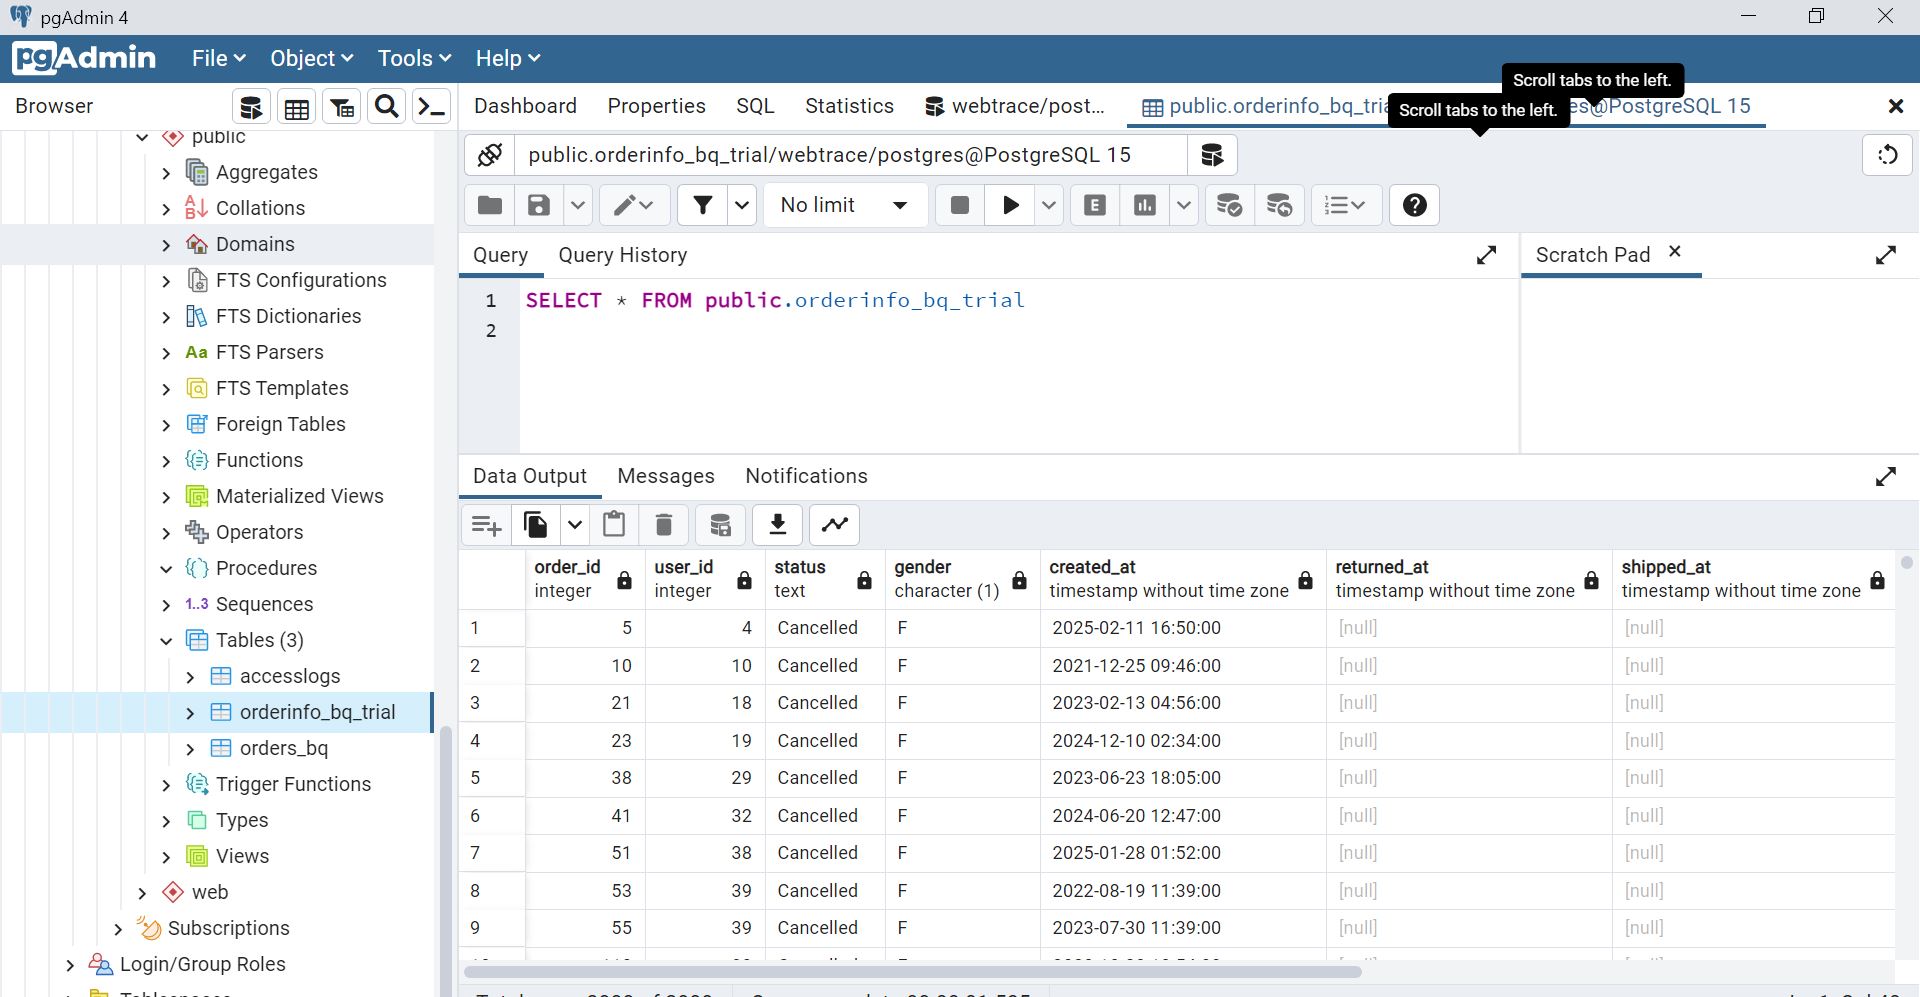 pgAdmin 4
pgAdmin File Object Tools Help
Scroll tabs to the left.
Scroll tabs to the left.
Browser
Dashboard Properties SQL Statistics webtrace/post... public.orderinfo_bq_tria es@PostgreSQL 15
public.orderinfo_bq_trial/webtrace/postgres@PostgreSQL 15
No limit
E
Query Query History
Scratch Pad
1 SELECT * FROM public.orderinfo_bq_trial
2
public
Aggregates
Collations
Domains
FTS Configurations
FTS Dictionaries
Aa FTS Parsers
FTS Templates
Foreign Tables
Functions
Materialized Views
Operators
Procedures
1..3 Sequences
Tables (3)
accesslogs
orderinfo_bq_trial
orders_bq
Trigger Functions
Types
Views
web
Subscriptions
Login/Group Roles
Data Output Messages Notifications
order_id user_id status gender created_at returned_at shipped_at
integer integer text character (1) timestamp without time zone timestamp without time zone timestamp without time zone
1 5 4 Cancelled F 2025-02-11 16:50:00 [null] [null]
2 10 10 Cancelled F 2021-12-25 09:46:00 [null] [null]
3 21 18 Cancelled F 2023-02-13 04:56:00 [null] [null]
4 23 19 Cancelled F 2024-12-10 02:34:00 [null] [null]
5 38 29 Cancelled F 2023-06-23 18:05:00 [null] [null]
6 41 32 Cancelled F 2024-06-20 12:47:00 [null] [null]
7 51 38 Cancelled F 2025-01-28 01:52:00 [null] [null]
8 53 39 Cancelled F 2022-08-19 11:39:00 [null] [null]
9 55 39 Cancelled F 2023-07-30 11:39:00 [null] [null]